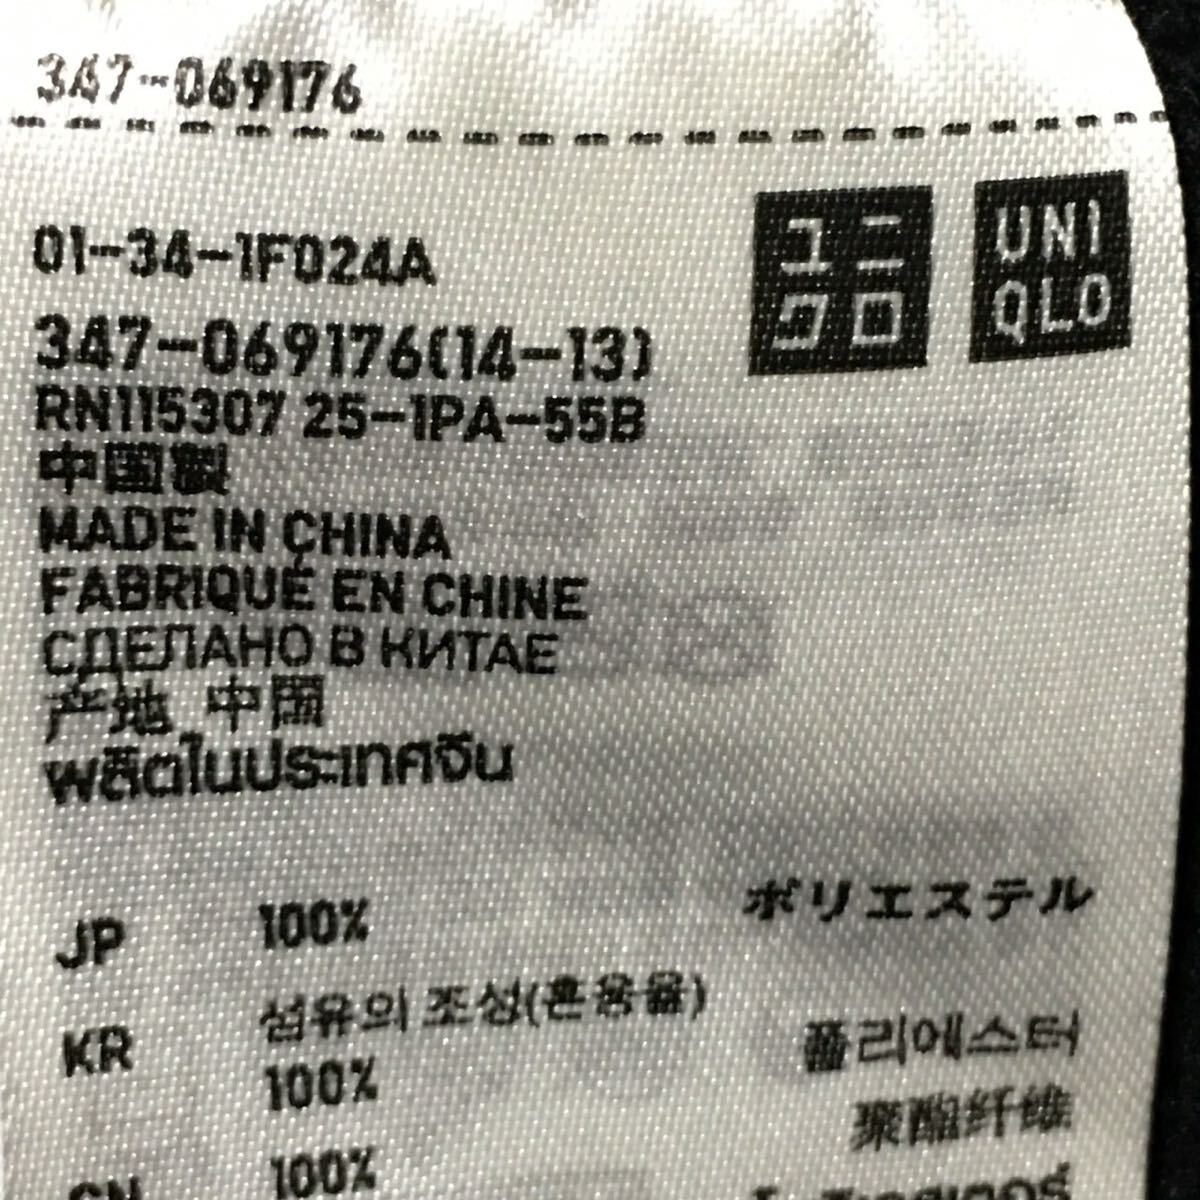 347-069176
01-34-1F024A
ユニクロ
UNIQLO
347-069176(14-13)
RN115307 25-1PA-55B
中国製
MADE IN CHINA
FABRIQUÉ EN CHINE
СДЕЛАНО В КИТАЕ
产地 中国
ผลิตในประเทศจีน
JP 100% ポリエステル
KR 섬유의 조성(혼용율)
100% 폴리에스터
聚酯纤维
CN 100%